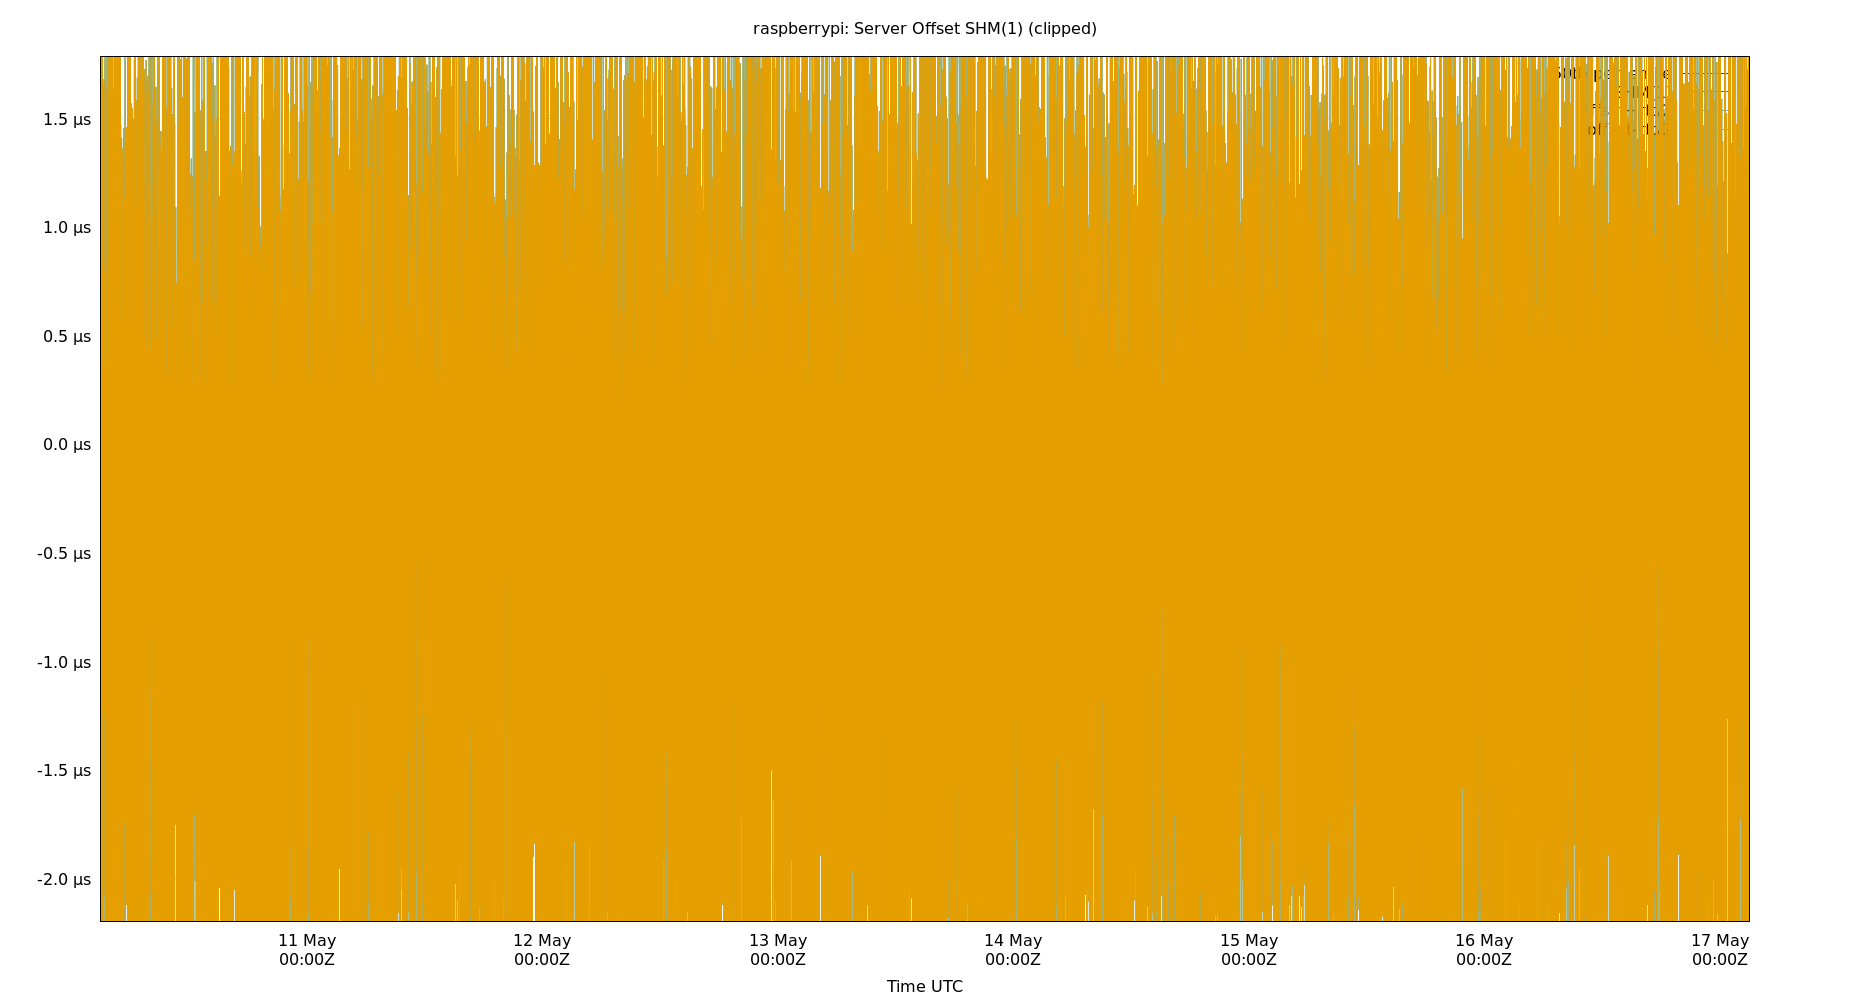 raspberrypi: Server Offset SHM(1) (clipped)
1.5 µs
1.0 µs
0.5 µs
0.0 µs
-0.5 µs
-1.0 µs
-1.5 µs
-2.0 µs
11 May 12 May 13 May 14 May 15 May 16 May 17 May
00:00Z 00:00Z 00:00Z 00:00Z 00:00Z 00:00Z 00:00Z
Time UTC